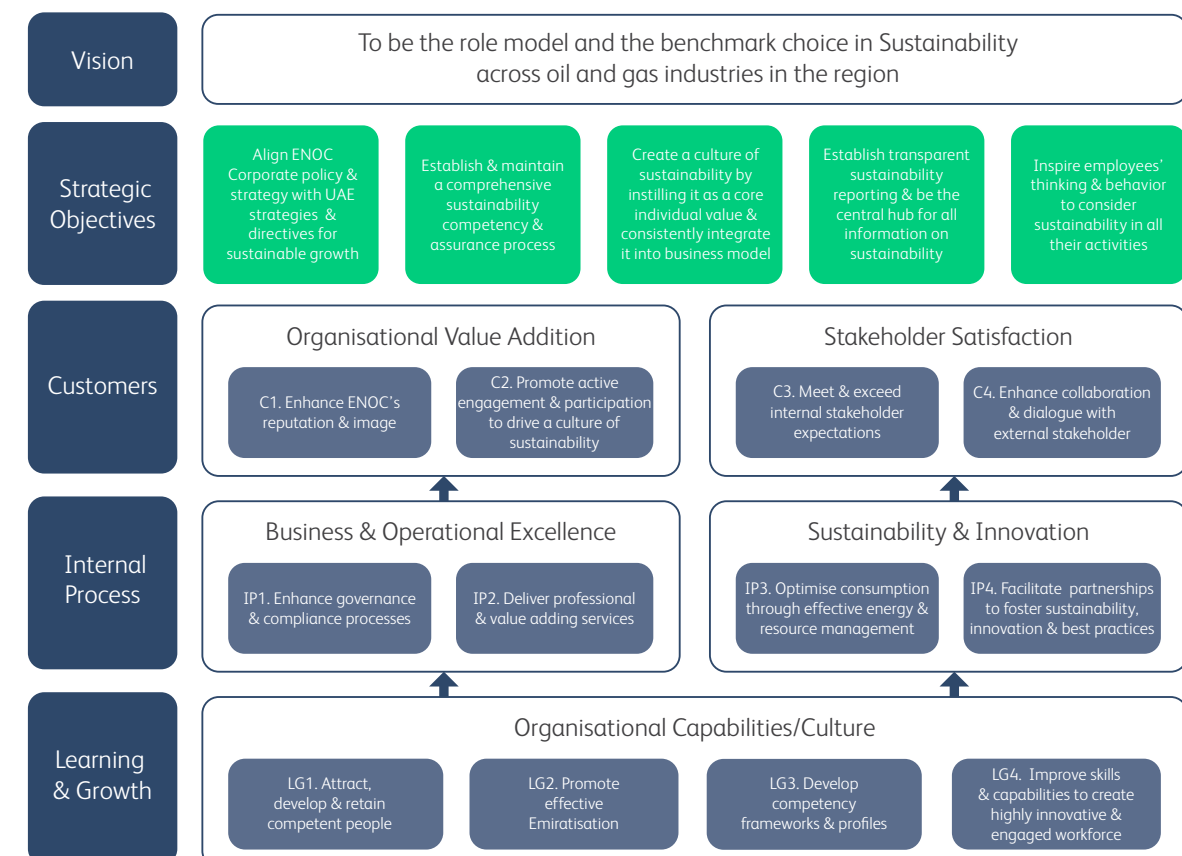 Vision
To be the role model and the benchmark choice in Sustainability
across oil and gas industries in the region
Strategic
Objectives
Align ENOC
Corporate policy &
strategy with UAE
strategies &
directives for
sustainable growth
Establish & maintain
a comprehensive
sustainability
competency &
assurance process
Create a culture of
sustainability by
instilling it as a core
individual value &
consistently integrate
it into business model
Establish transparent
sustainability
reporting & be the
central hub for all
information on
sustainability
Inspire employees’
thinking & behavior
to consider
sustainability in all
their activities
Customers
Organisational Value Addition
C1. Enhance ENOC’s
reputation & image
C2. Promote active
engagement & participation
to drive a culture of
sustainability
Stakeholder Satisfaction
C3. Meet & exceed
internal stakeholder
expectations
C4. Enhance collaboration
& dialogue with
external stakeholder
Internal
Process
Business & Operational Excellence
IP1. Enhance governance
& compliance processes
IP2. Deliver professional
& value adding services
Sustainability & Innovation
IP3. Optimise consumption
through effective energy &
resource management
IP4. Facilitate partnerships
to foster sustainability,
innovation & best practices
Learning
& Growth
Organisational Capabilities/Culture
LG1. Attract,
develop & retain
competent people
LG2. Promote
effective
Emiratisation
LG3. Develop
competency
frameworks & profiles
LG4. Improve skills
& capabilities to create
highly innovative &
engaged workforce